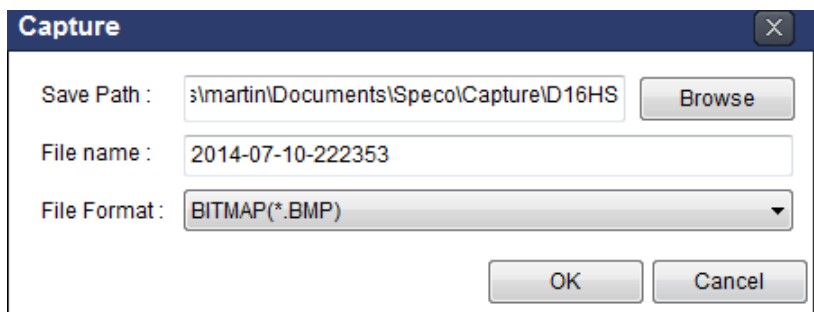 Capture
Save Path : s\martin\Documents\Speco\Capture\D16HS Browse
File name : 2014-07-10-222353
File Format : BITMAP(*.BMP)
OK Cancel